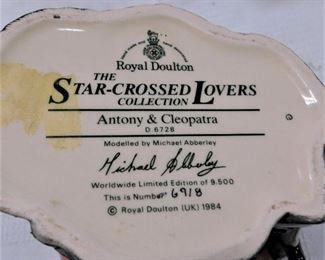 Royal Doulton
THE
STAR-CROSSED LOVERS
COLLECTION
Antony & Cleopatra
D.6728
Modelled by Michael Abberley
Michael Abberley
Worldwide Limited Edition of 9,500
This is Number 6918
© Royal Doulton (UK) 1984